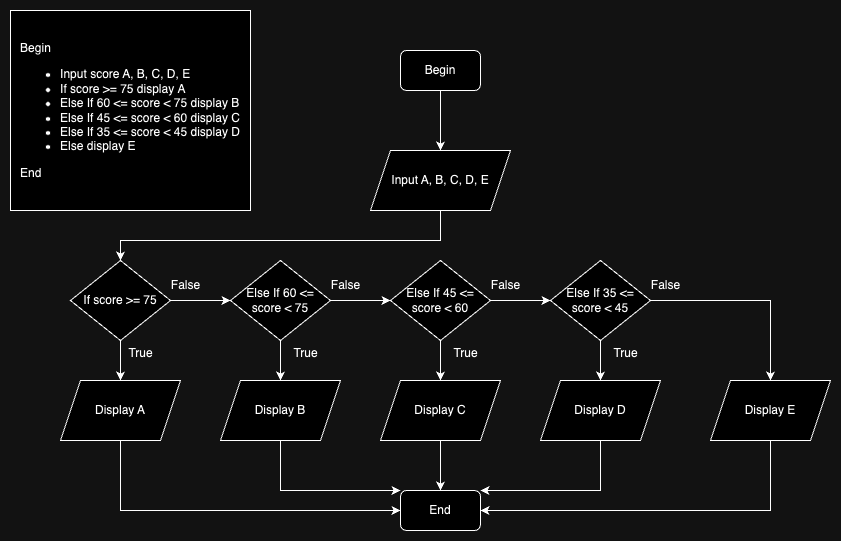 Begin
• Input score A, B, C, D, E
• If score >= 75 display A
• Else If 60 <= score < 75 display B
• Else If 45 <= score < 60 display C
• Else If 35 <= score < 45 display D
• Else display E
End
Begin
Input A, B, C, D, E
If score >= 75
False
Else If 60 <=
score < 75
False
Else If 45 <=
score < 60
False
Else If 35 <=
score < 45
False
True
True
True
True
Display A
Display B
Display C
Display D
Display E
End